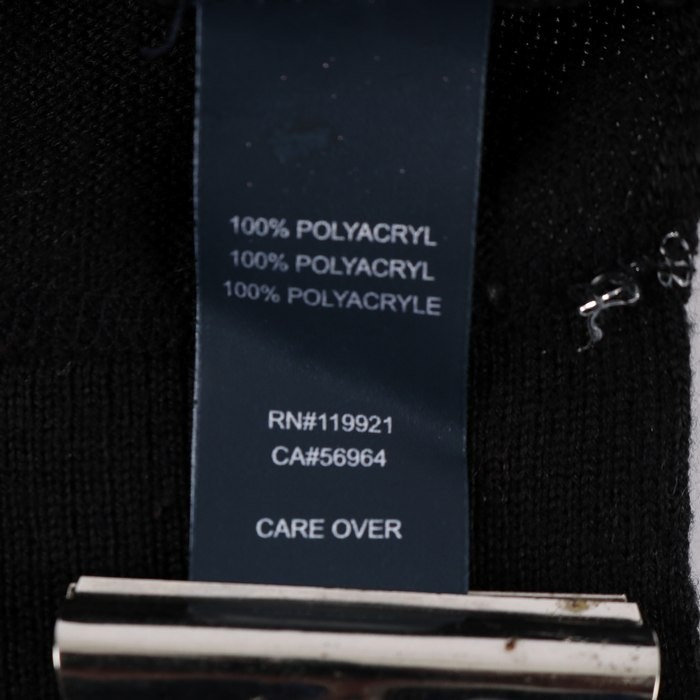 100% POLYACRYL
100% POLYACRYL
100% POLYACRYLE
RN#119921
CA#56964
CARE OVER